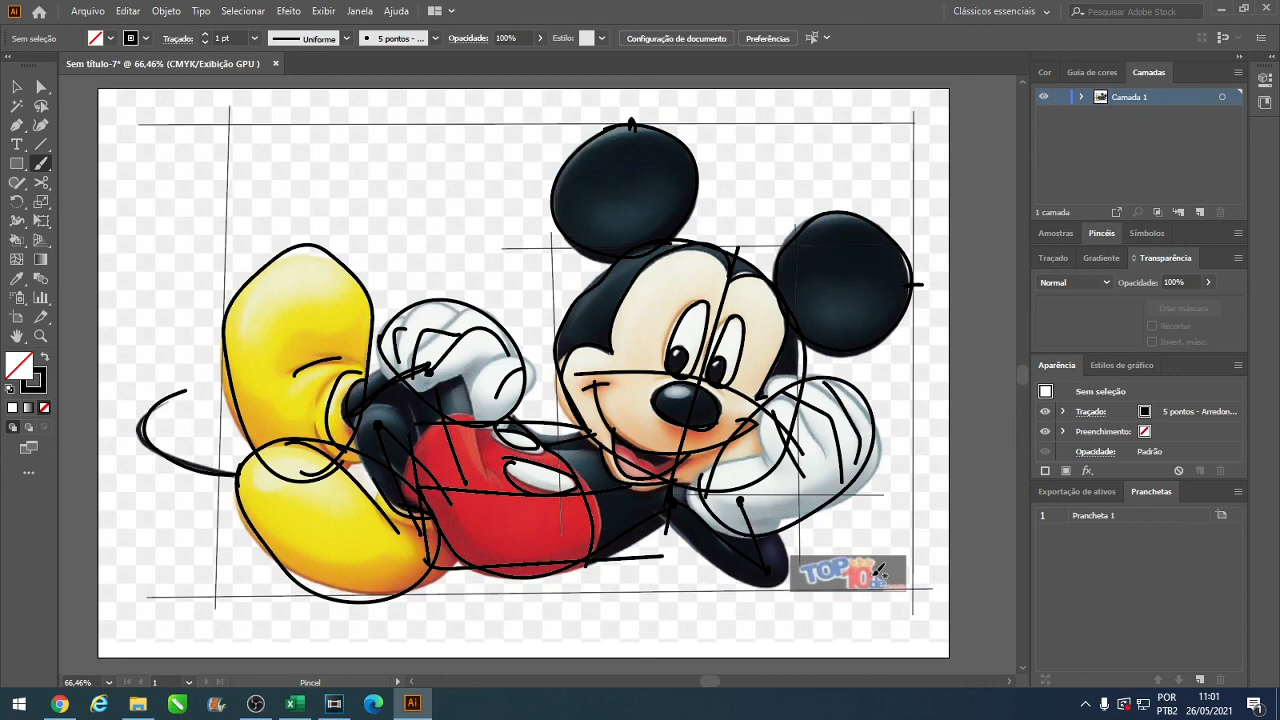 Arquivo Editar Objeto Tipo Selecionar Efeito Exibir Janela Ajuda Clássicos essenciais Pesquisar Adobe Stock
Sem seleção Traçado: 1 pt Uniforme 5 pontos - ... Opacidade: 100% Estilo: Configuração de documento Preferências
Sem título-7* @ 66,46% (CMYK/Exibição GPU )
Cor Guia de cores Camadas
Camada 1
1 camada
Amostras Pincéis Símbolos
Traçado Gradiente Transparência
Normal Opacidade: 100%
Criar máscara
Recortar
Invert. másc.
Aparência Estilos de gráfico
Sem seleção
Traçado: 5 pontos - Arredon...
Preenchimento:
Opacidade: Padrão
fx
Exportação de ativos Pranchetas
1 Prancheta 1
TOP10
66,46% 1 Pincel
Ai
POR 11:01
PTB2 26/05/2021